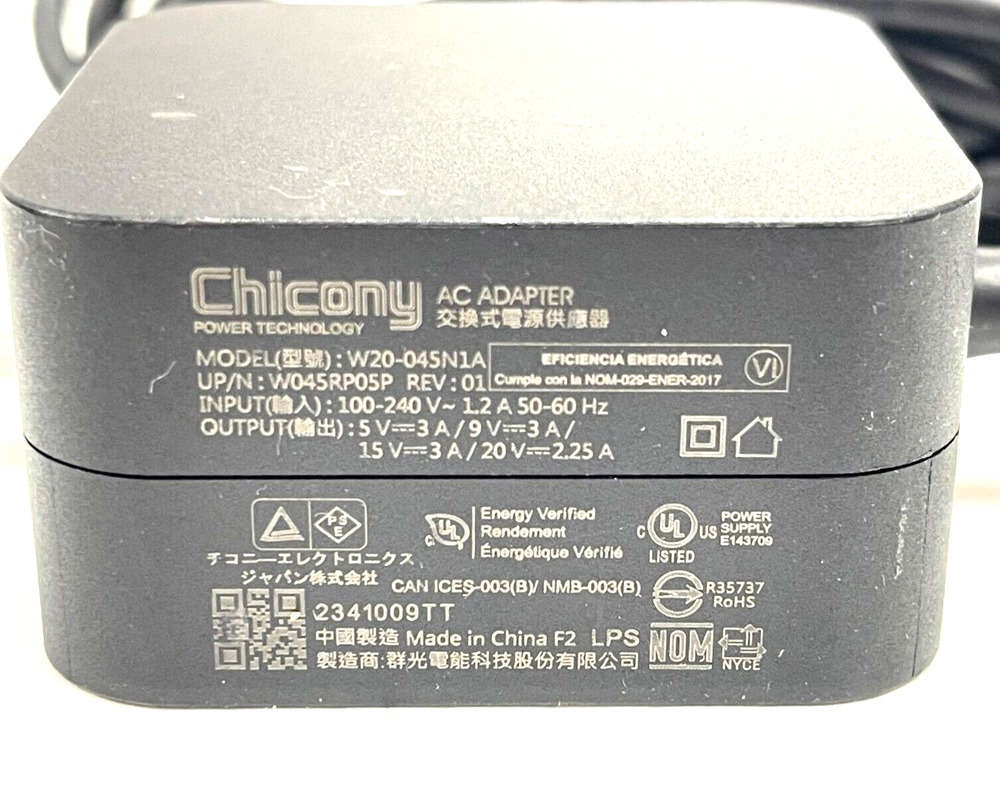 Chicony
POWER TECHNOLOGY
AC ADAPTER
交換式電源供應器
MODEL(型號) : W20-045N1A
UP/N : W045RP05P REV : 01
EFICIENCIA ENERGÉTICA
Cumple con la NOM-029-ENER-2017
VI
INPUT(輸入) : 100-240 V~ 1.2 A 50-60 Hz
OUTPUT(輸出) : 5 V⎓3 A / 9 V⎓3 A /
15 V⎓3 A / 20 V⎓2.25 A
PS
E
チコニーエレクトロニクス
ジャパン株式会社
c UL
Energy Verified
Rendement
Énergétique Vérifié
C UL US
LISTED
POWER
SUPPLY
E143709
CAN ICES-003(B)/ NMB-003(B)
R35737
RoHS
2341009TT
中國製造 Made in China F2 LPS
製造商:群光電能科技股份有限公司
NOM
NYCE